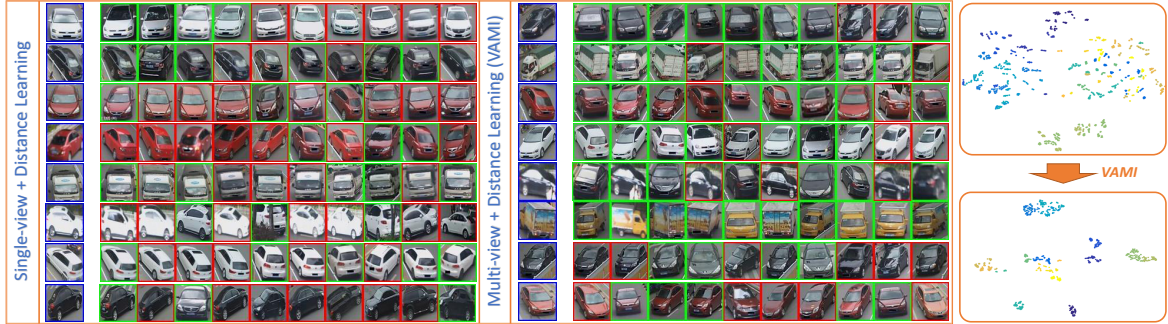 Single-view + Distance Learning
Multi-view + Distance Learning (VAMI)
VAMI